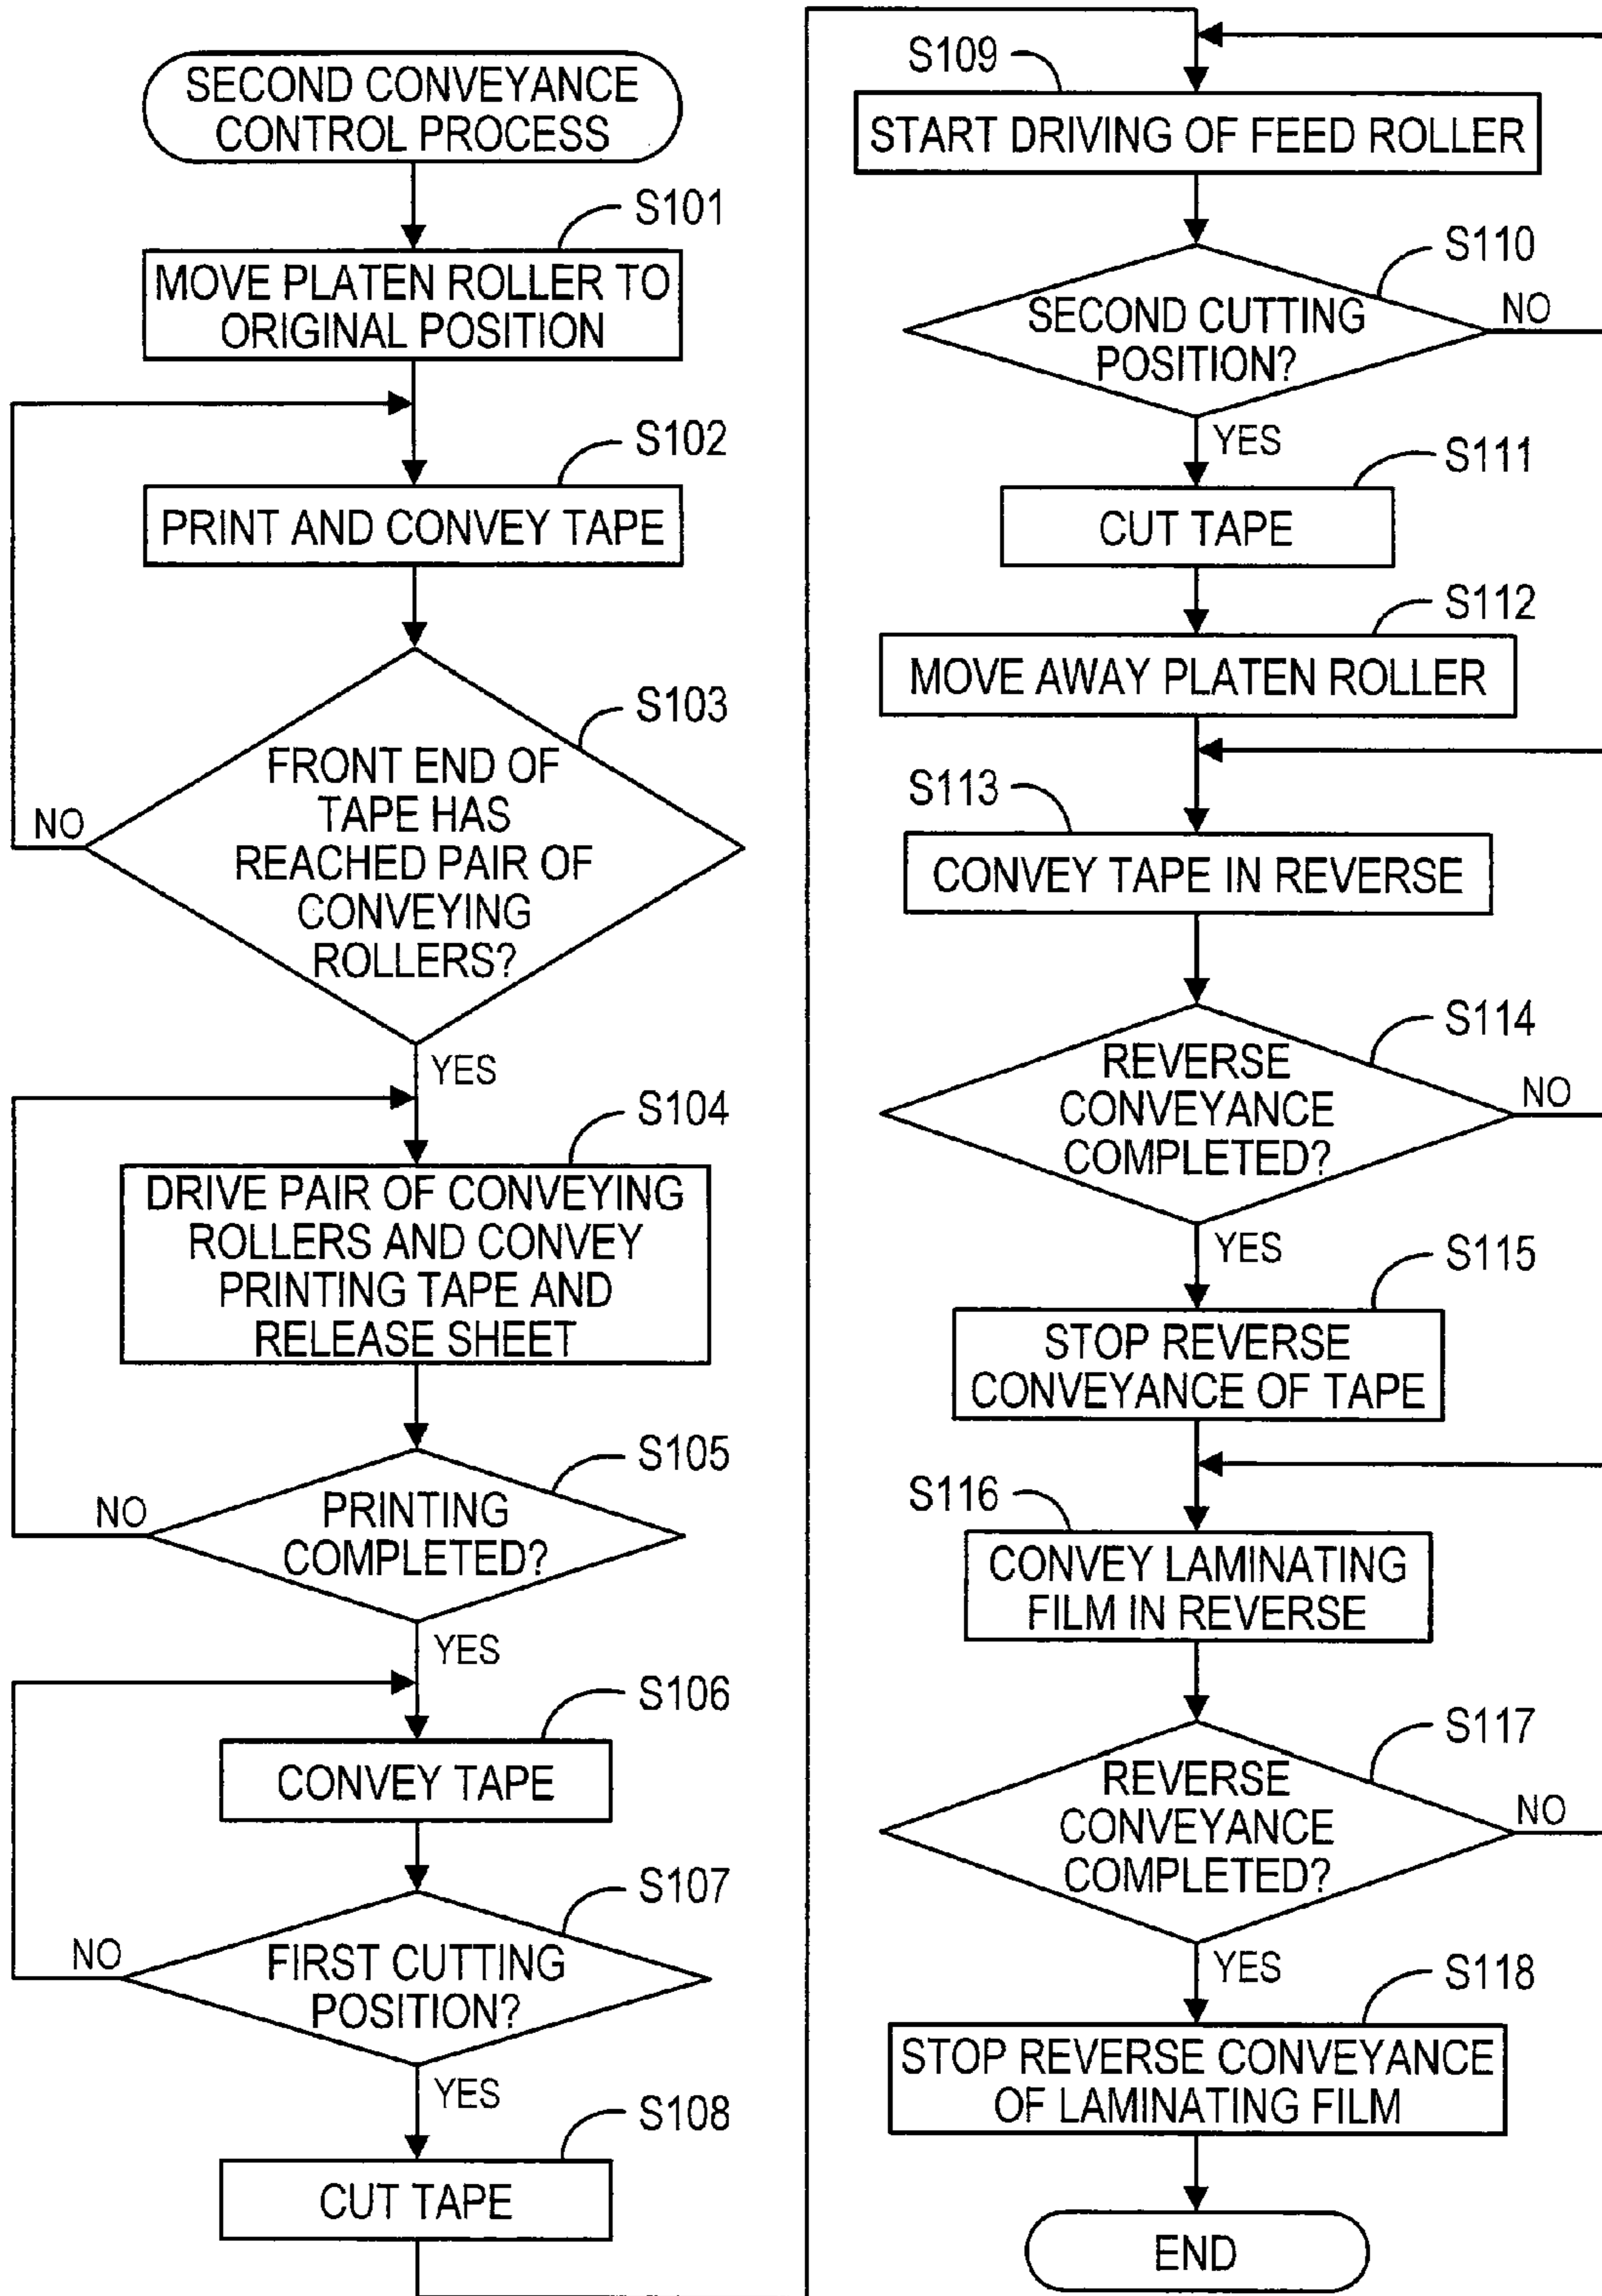 SECOND CONVEYANCE
CONTROL PROCESS
S101
MOVE PLATEN ROLLER TO
ORIGINAL POSITION
S102
PRINT AND CONVEY TAPE
S103
FRONT END OF
TAPE HAS
REACHED PAIR OF
CONVEYING
ROLLERS?
NO
YES
S104
DRIVE PAIR OF CONVEYING
ROLLERS AND CONVEY
PRINTING TAPE AND
RELEASE SHEET
S105
PRINTING
COMPLETED?
NO
YES
S106
CONVEY TAPE
S107
FIRST CUTTING
POSITION?
NO
YES
S108
CUT TAPE
S109
START DRIVING OF FEED ROLLER
S110
SECOND CUTTING
POSITION?
NO
YES
S111
CUT TAPE
S112
MOVE AWAY PLATEN ROLLER
S113
CONVEY TAPE IN REVERSE
S114
REVERSE
CONVEYANCE
COMPLETED?
NO
YES
S115
STOP REVERSE
CONVEYANCE OF TAPE
S116
CONVEY LAMINATING
FILM IN REVERSE
S117
REVERSE
CONVEYANCE
COMPLETED?
NO
YES
S118
STOP REVERSE CONVEYANCE
OF LAMINATING FILM
END